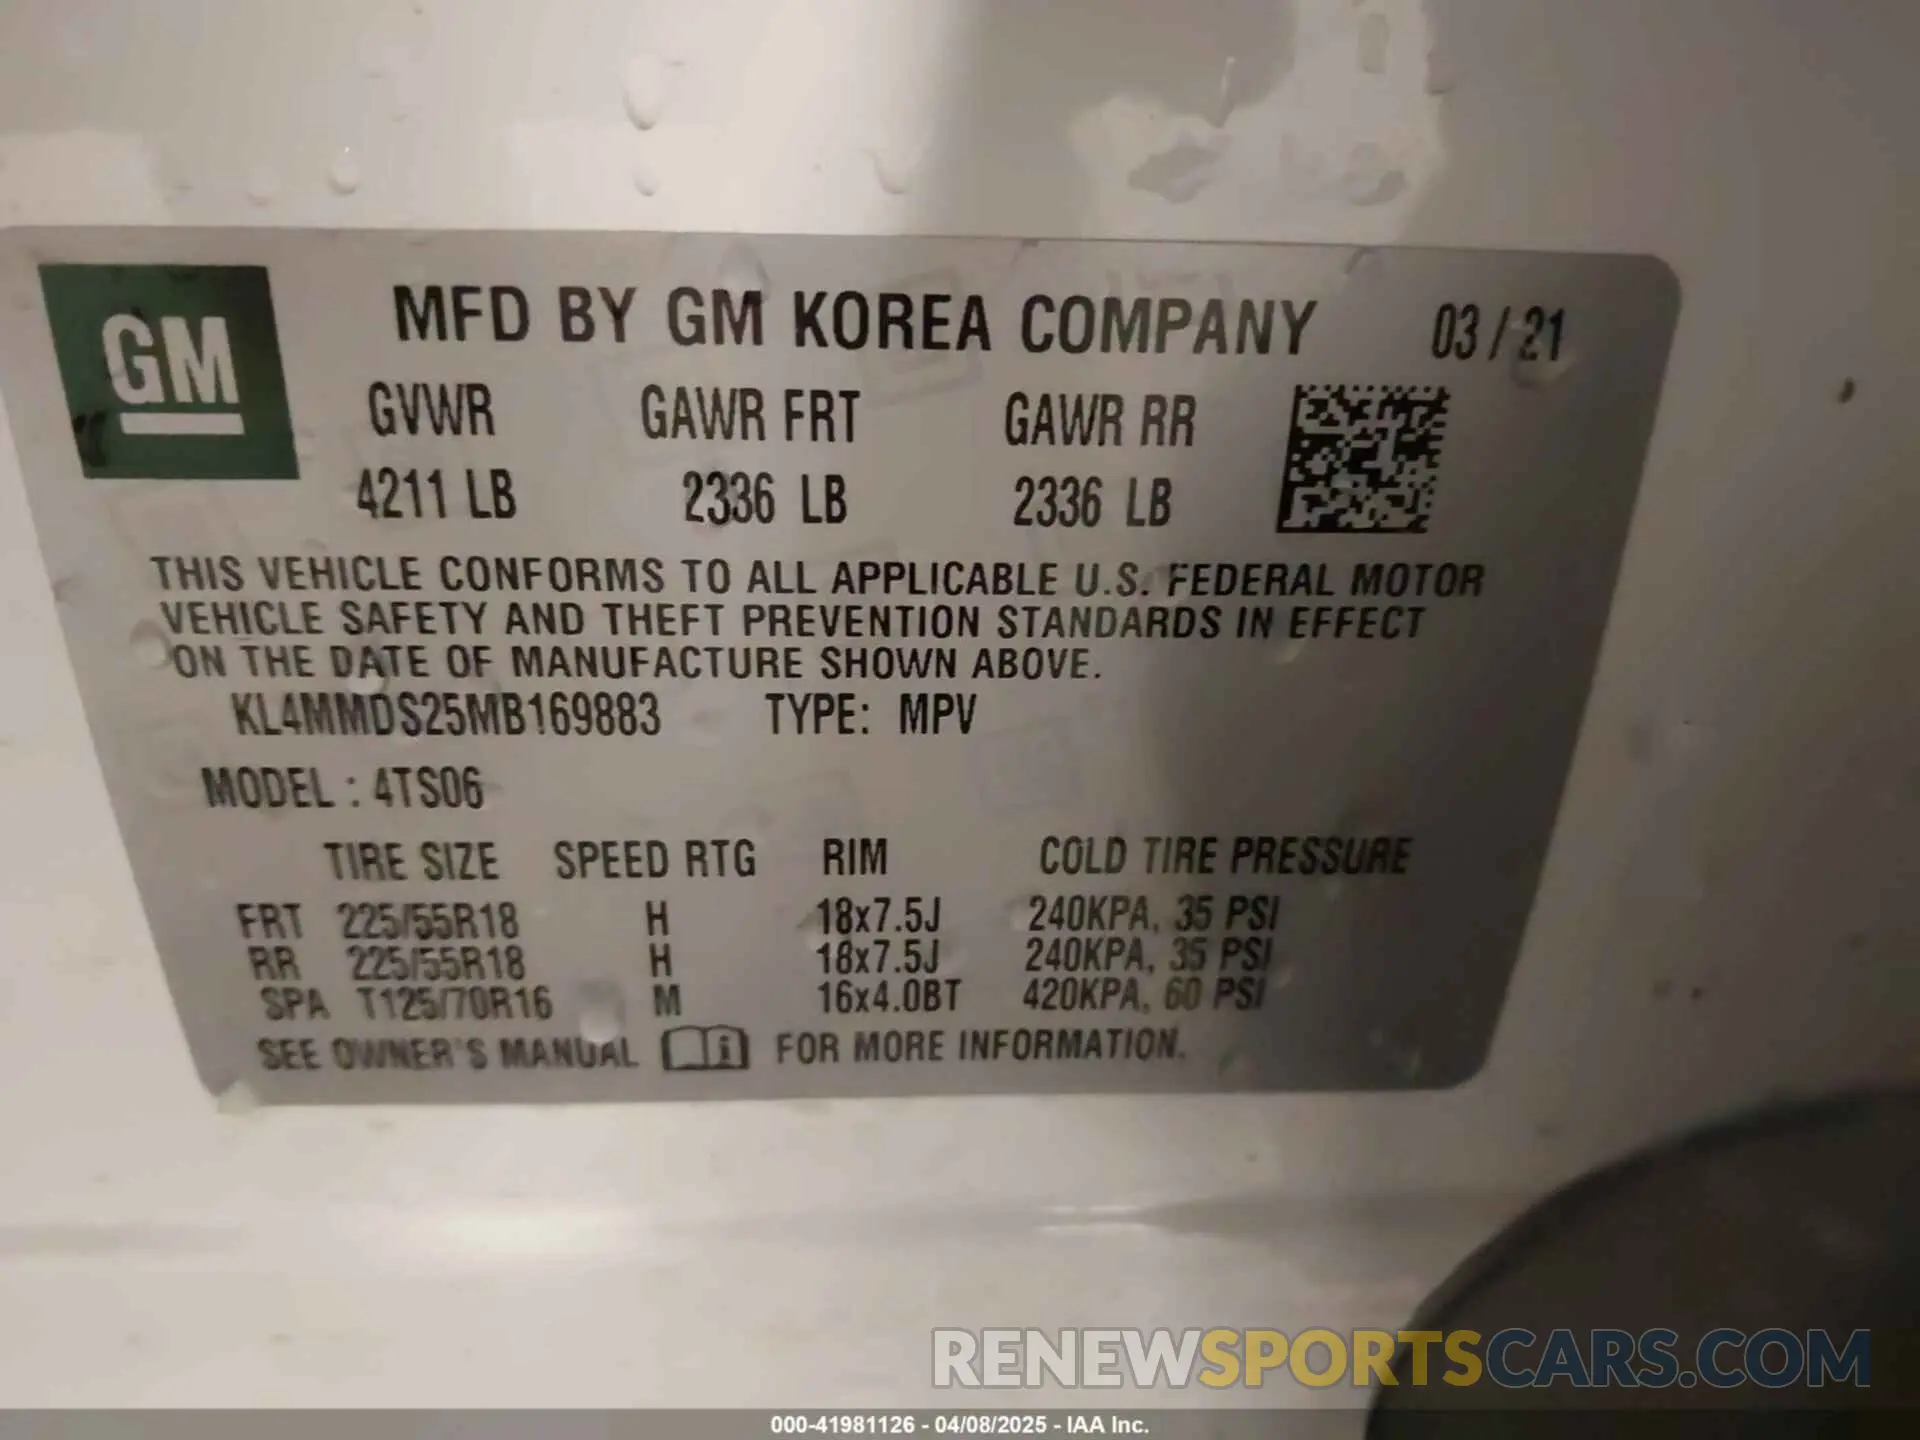 GM
MFD BY GM KOREA COMPANY 03 / 21
GVWR GAWR FRT GAWR RR
4211 LB 2336 LB 2336 LB
THIS VEHICLE CONFORMS TO ALL APPLICABLE U.S. FEDERAL MOTOR
VEHICLE SAFETY AND THEFT PREVENTION STANDARDS IN EFFECT
ON THE DATE OF MANUFACTURE SHOWN ABOVE.
KL4MMDS25MB169883 TYPE: MPV
MODEL : 4TS06
TIRE SIZE SPEED RTG RIM COLD TIRE PRESSURE
FRT 225/55R18 H 18x7.5J 240KPA, 35 PSI
RR 225/55R18 H 18x7.5J 240KPA, 35 PSI
SPA T125/70R16 M 16x4.0BT 420KPA, 60 PSI
SEE OWNER'S MANUAL i FOR MORE INFORMATION.
RENEWSPORTSCARS.COM
000-41981126 - 04/08/2025 - IAA Inc.